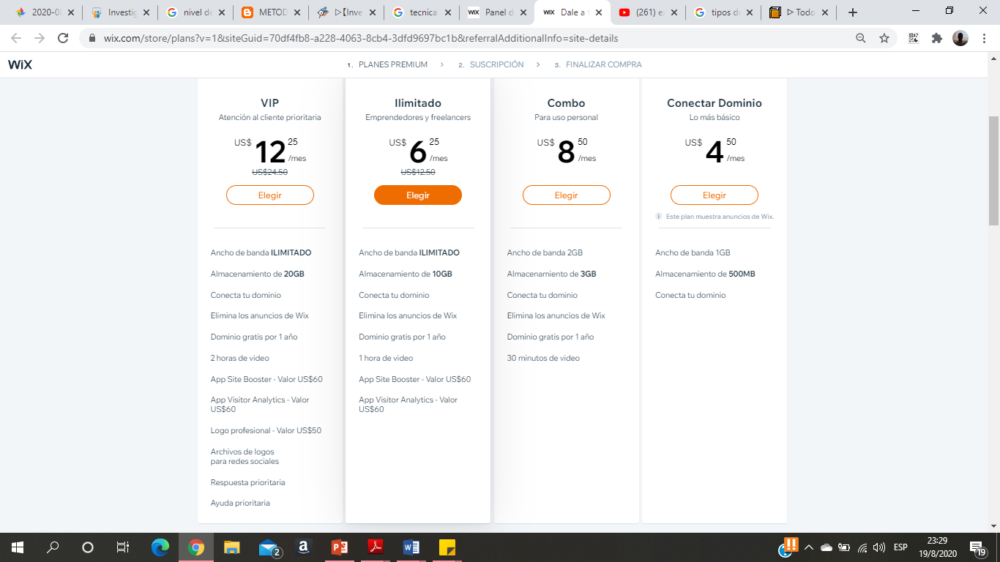 2020-08
Investig
nivel de
METOD
▷【Inve
tecnica
WiX Panel d
WiX Dale a t
(261) e
tipos d
▷ Todo
wix.com/store/plans?v=1&siteGuid=70df4fb8-a228-4063-8cb4-3dfd9697bc1b&referralAdditionalInfo=site-details
WiX
1. PLANES PREMIUM > 2. SUSCRIPCIÓN > 3. FINALIZAR COMPRA
VIP
Atención al cliente prioritaria
US$ 12 25 /mes
US$24.50
Elegir
Ancho de banda ILIMITADO
Almacenamiento de 20GB
Conecta tu dominio
Elimina los anuncios de Wix
Dominio gratis por 1 año
2 horas de video
App Site Booster - Valor US$60
App Visitor Analytics - Valor
US$60
Logo profesional - Valor US$50
Archivos de logos
para redes sociales
Respuesta prioritaria
Ayuda prioritaria
Ilimitado
Emprendedores y freelancers
US$ 6 25 /mes
US$12.50
Elegir
Ancho de banda ILIMITADO
Almacenamiento de 10GB
Conecta tu dominio
Elimina los anuncios de Wix
Dominio gratis por 1 año
1 hora de video
App Site Booster - Valor US$60
App Visitor Analytics - Valor
US$60
Combo
Para uso personal
US$ 8 50 /mes
Elegir
Ancho de banda 2GB
Almacenamiento de 3GB
Conecta tu dominio
Elimina los anuncios de Wix
Dominio gratis por 1 año
30 minutos de video
Conectar Dominio
Lo más básico
US$ 4 50 /mes
Elegir
Este plan muestra anuncios de Wix.
Ancho de banda 1GB
Almacenamiento de 500MB
Conecta tu dominio
2
ESP
23:29
19/8/2020
19